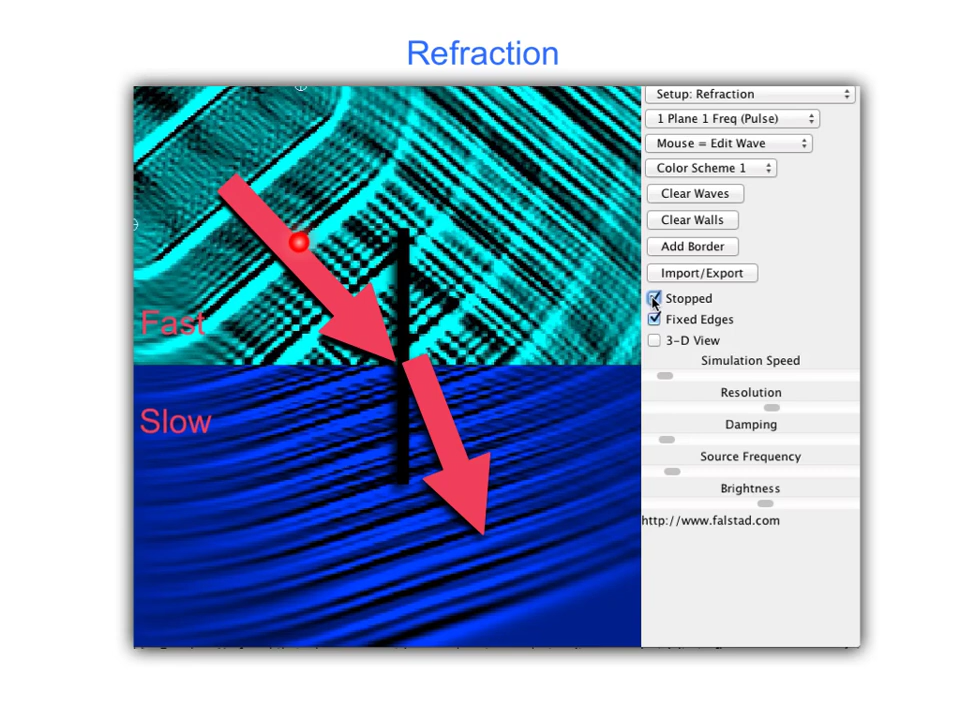 Refraction
Setup: Refraction
1 Plane 1 Freq (Pulse)
Mouse = Edit Wave
Color Scheme 1
Clear Waves
Clear Walls
Add Border
Import/Export
Stopped
Fixed Edges
3-D View
Simulation Speed
Resolution
Damping
Source Frequency
Brightness
http://www.falstad.com
Fast
Slow